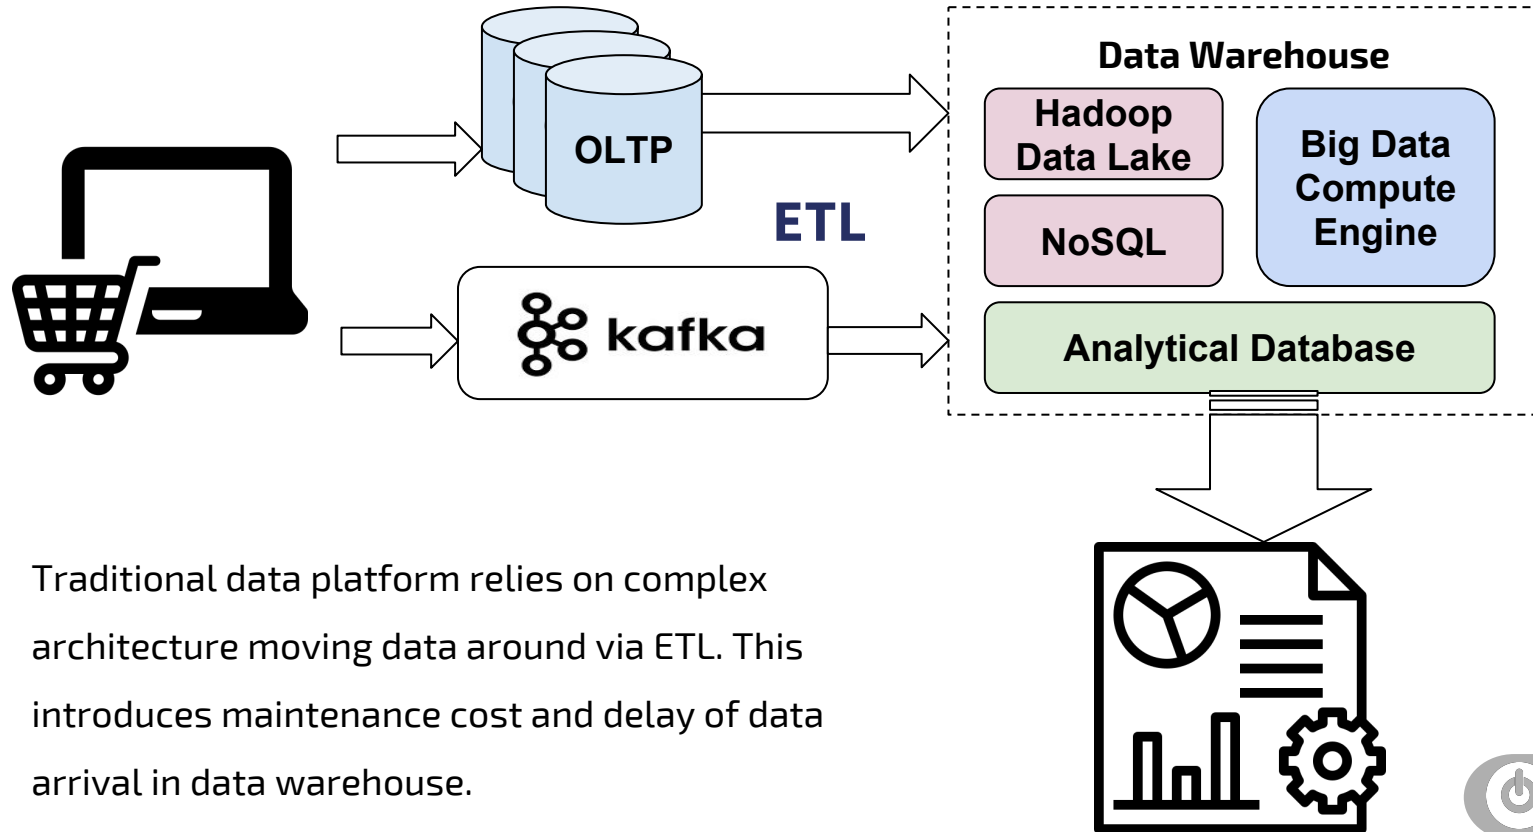 Data Warehouse
Hadoop
Data Lake
Big Data
Compute
Engine
OLTP
ETL
NoSQL
kafka
Analytical Database
Traditional data platform relies on complex
architecture moving data around via ETL. This
introduces maintenance cost and delay of data
arrival in data warehouse.